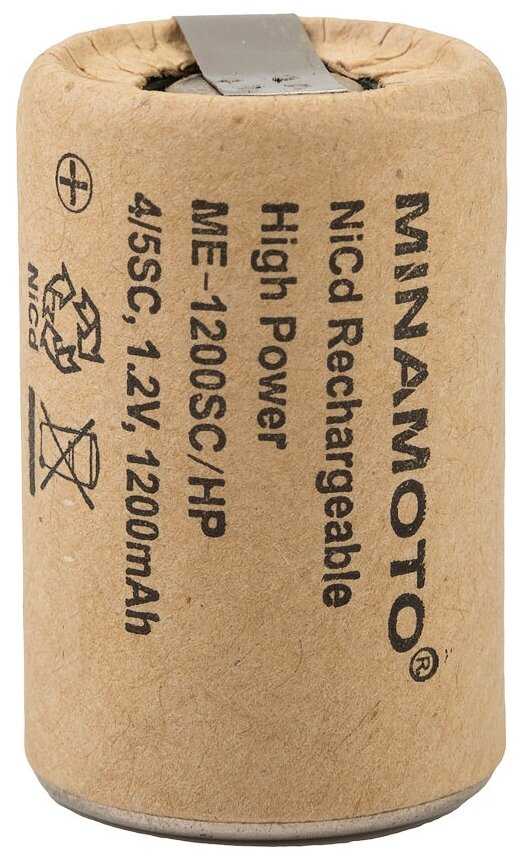 MINAMOTO®
NiCd Rechargeable
High Power
ME-1200SC/HP
4/5SC, 1.2V, 1200mAh
+
NiCd